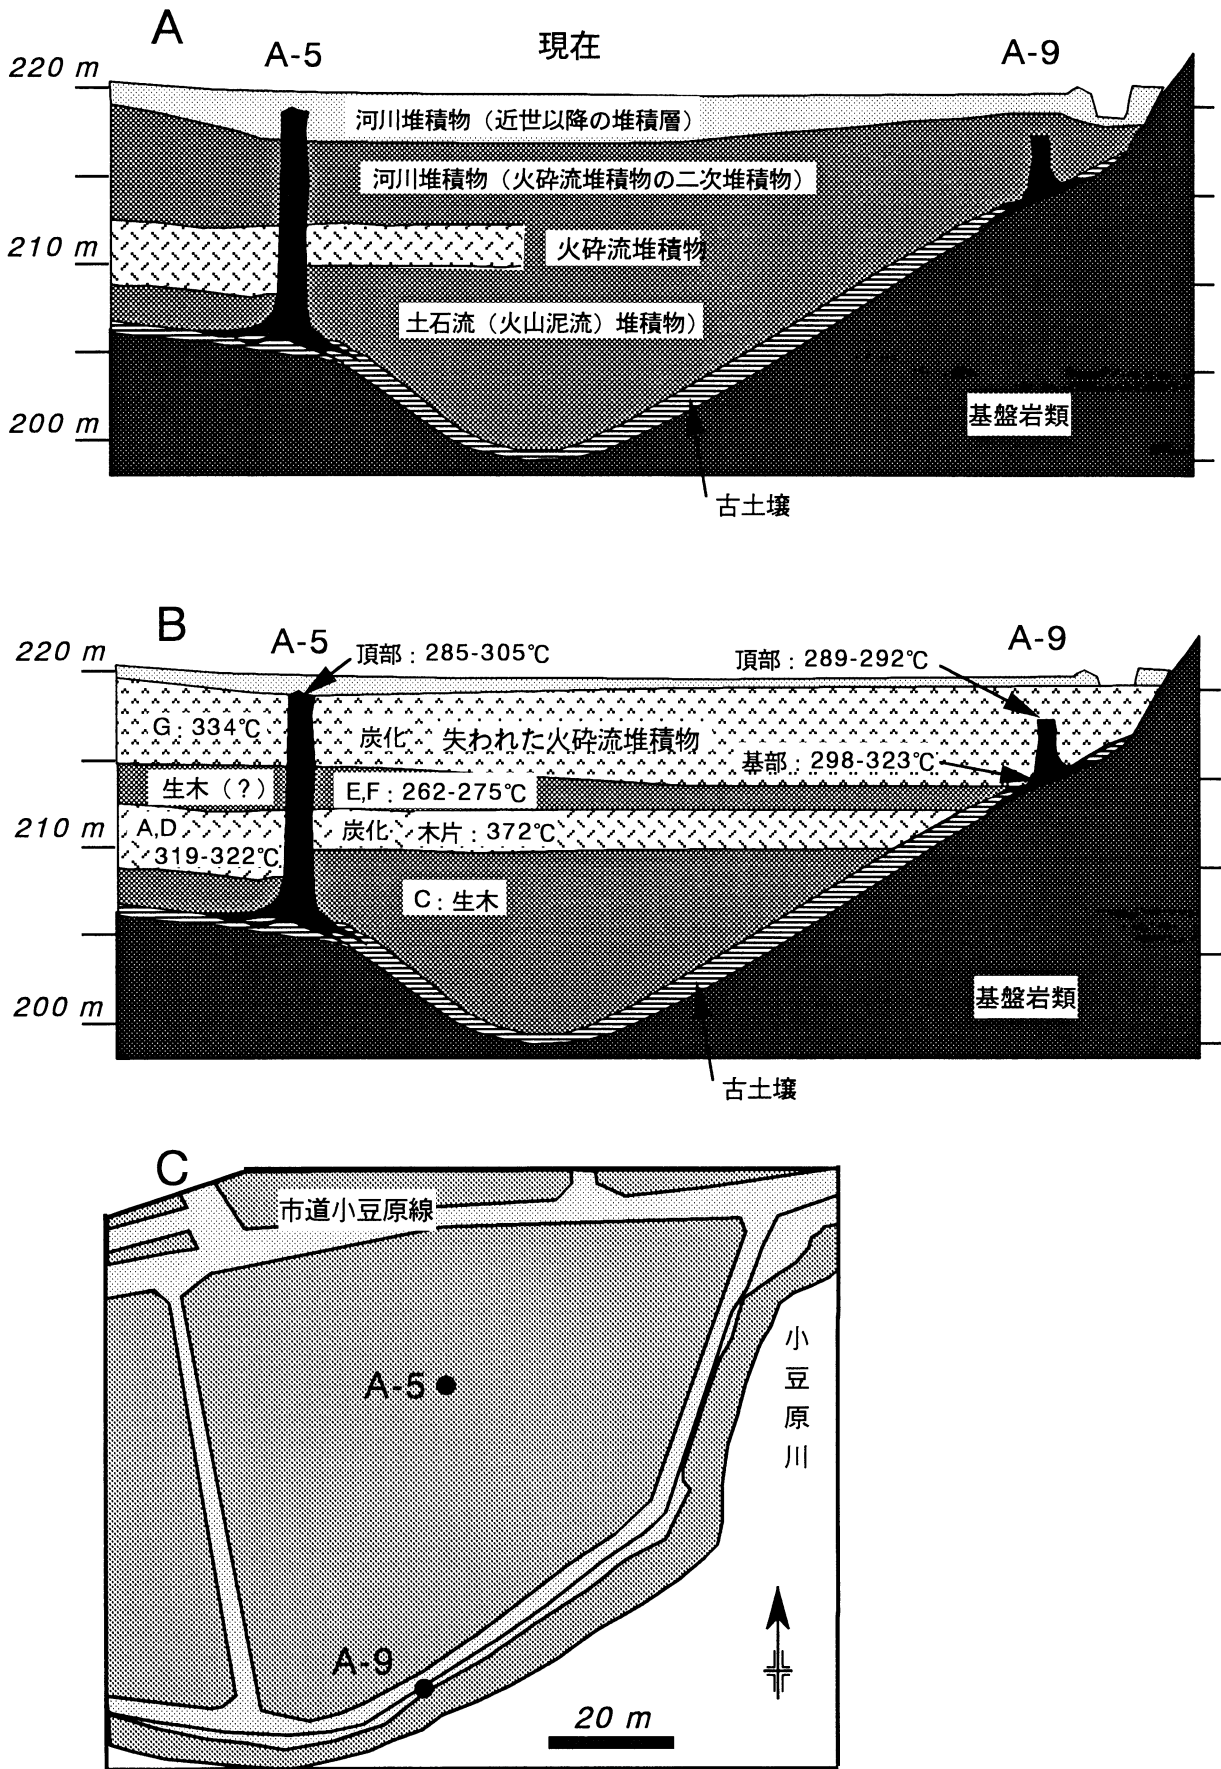 A
A-5
現在
A-9
220 m
河川堆積物（近世以降の堆積層）
河川堆積物（火砕流堆積物の二次堆積物）
210 m
火砕流堆積物
土石流（火山泥流）堆積物）
200 m
基盤岩類
古土壌
B
A-5
A-9
220 m
頂部：285-305℃
頂部：289-292℃
G：334℃
炭化 失われた火砕流堆積物
基部：298-323℃
生木（？）
E,F：262-275℃
210 m
A,D
319-322℃
炭化 木片：372℃
C：生木
200 m
基盤岩類
古土壌
C
市道小豆原線
A-5
小豆原川
A-9
20 m